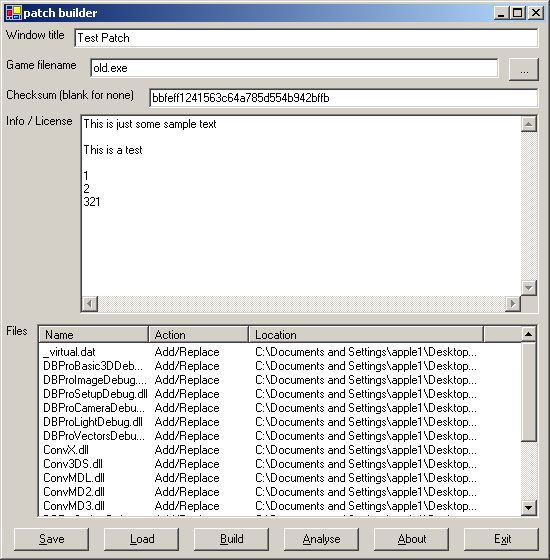 patch builder
Window title Test Patch
Game filename old.exe ...
Checksum (blank for none) bbfeff1241563c64a785d554b942bffb
Info / License This is just some sample text
This is a test
1
2
321
Files Name Action Location
_virtual.dat Add/Replace C:\Documents and Settings\apple1\Desktop...
DBProBasic3DDeb... Add/Replace C:\Documents and Settings\apple1\Desktop...
DBProImageDebug.... Add/Replace C:\Documents and Settings\apple1\Desktop...
DBProSetupDebug.dll Add/Replace C:\Documents and Settings\apple1\Desktop...
DBProCameraDebu... Add/Replace C:\Documents and Settings\apple1\Desktop...
DBProLightDebug.dll Add/Replace C:\Documents and Settings\apple1\Desktop...
DBProVectorsDebu... Add/Replace C:\Documents and Settings\apple1\Desktop...
ConvX.dll Add/Replace C:\Documents and Settings\apple1\Desktop...
Conv3DS.dll Add/Replace C:\Documents and Settings\apple1\Desktop...
ConvMDL.dll Add/Replace C:\Documents and Settings\apple1\Desktop...
ConvMD2.dll Add/Replace C:\Documents and Settings\apple1\Desktop...
ConvMD3.dll Add/Replace C:\Documents and Settings\apple1\Desktop...
Save Load Build Analyse About Exit